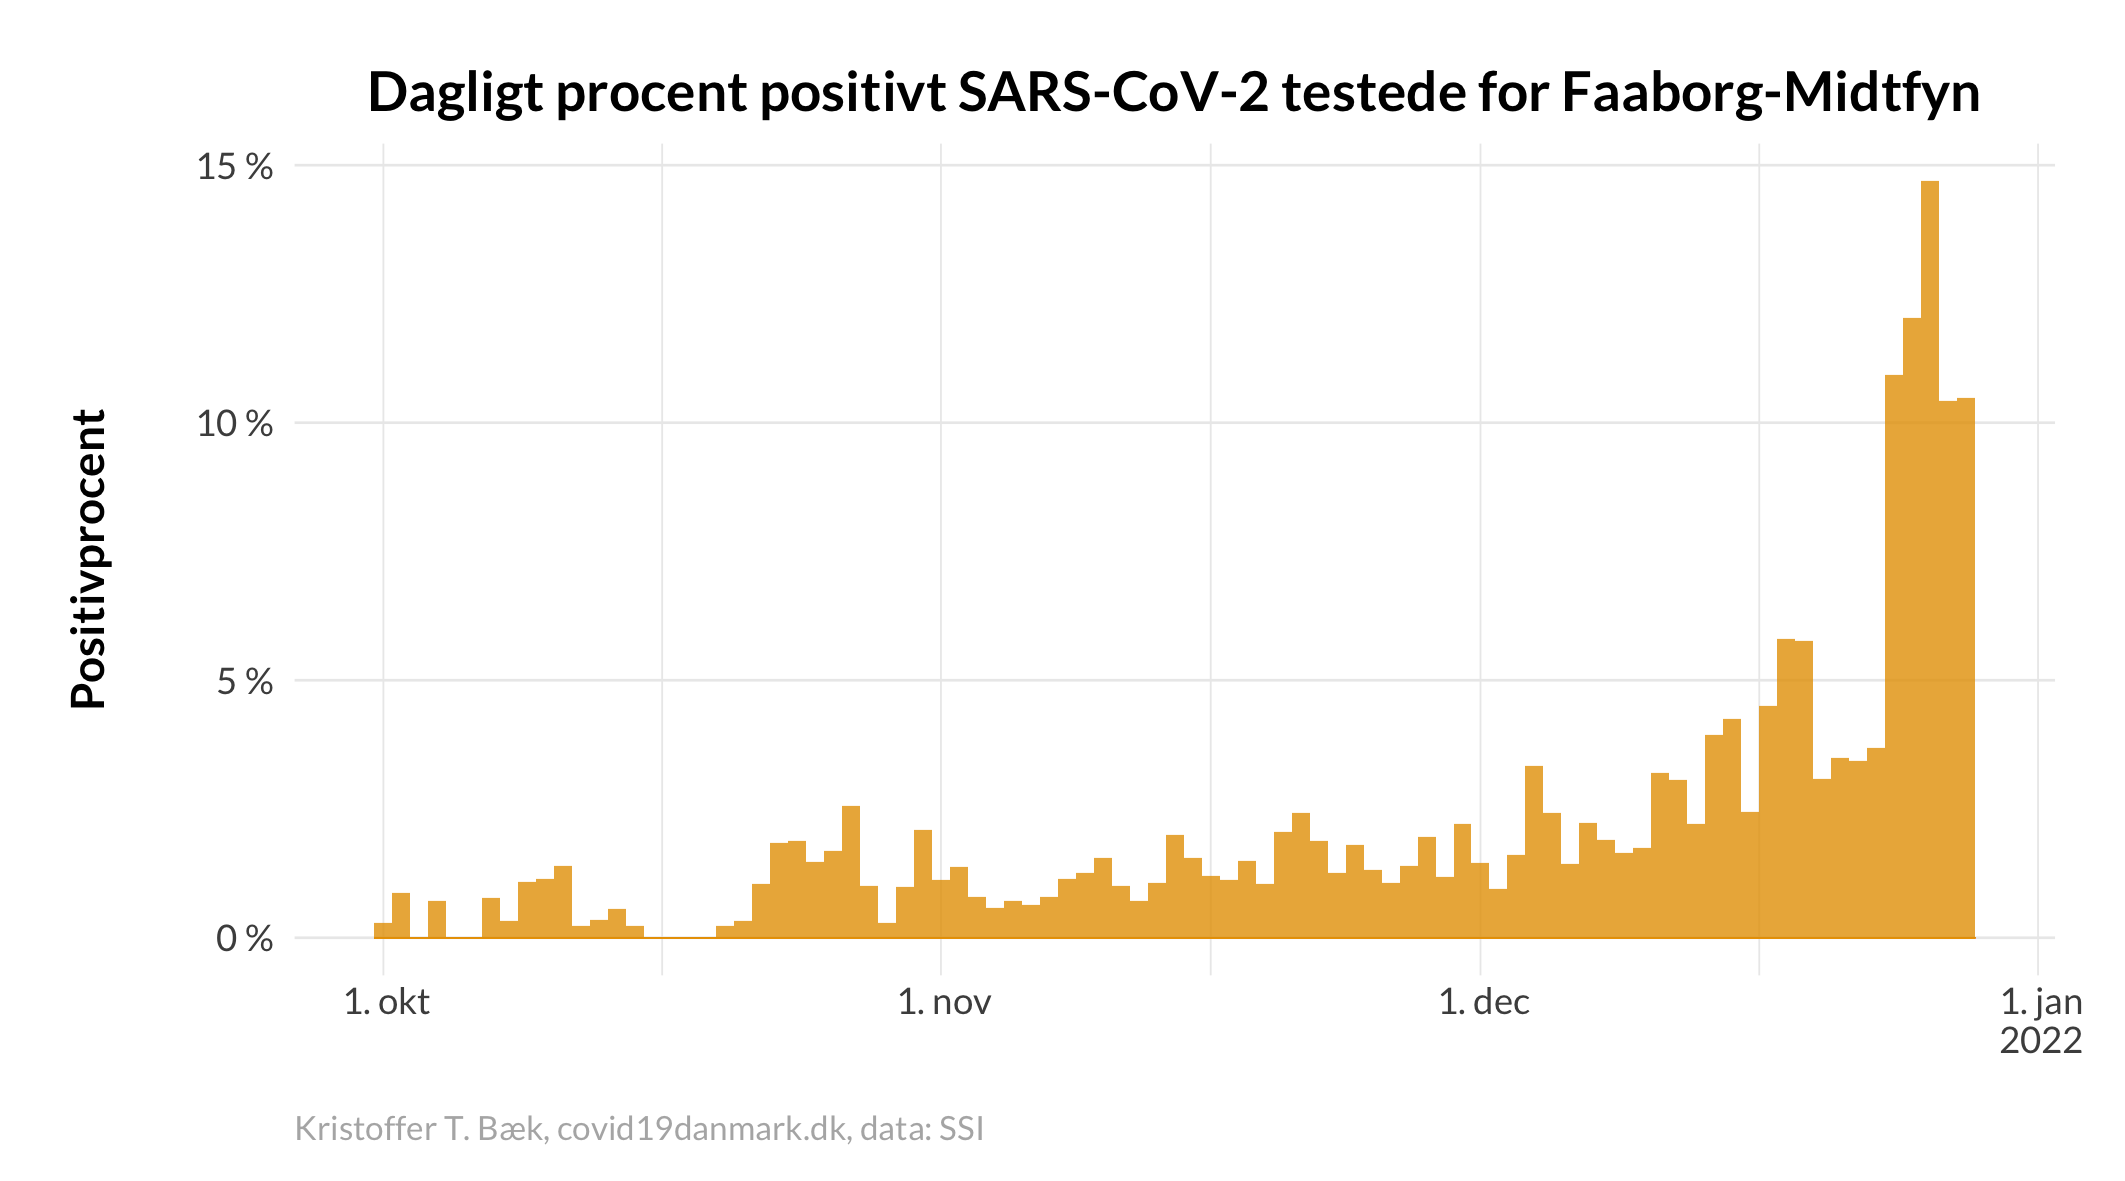 Dagligt procent positivt SARS-CoV-2 testede for Faaborg-Midtfyn
Positivprocent
15 %
10 %
5 %
0 %
1. okt
1. nov
1. dec
1. jan
2022
Kristoffer T. Bæk, covid19danmark.dk, data: SSI